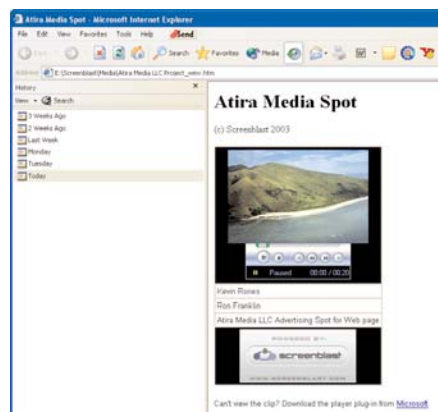 Atira Media Spot - Microsoft Internet Explorer
File Edit View Favorites Tools Help Send
Search Favorites Media
E:\Screenblast\Media\Atira Media LLC Project_wmv.htm
History
View Search
3 Weeks Ago
2 Weeks Ago
Last Week
Monday
Tuesday
Today
Atira Media Spot
(c) Screenblast 2003
Paused 00:00 / 00:20
Kevin Rones
Ron Franklin
Atira Media LLC Advertising Spot for Web page
POWERED BY:
screenblast
WWW.SCREENBLAST.COM
Can't view the clip? Download the player plug-in from Microsoft